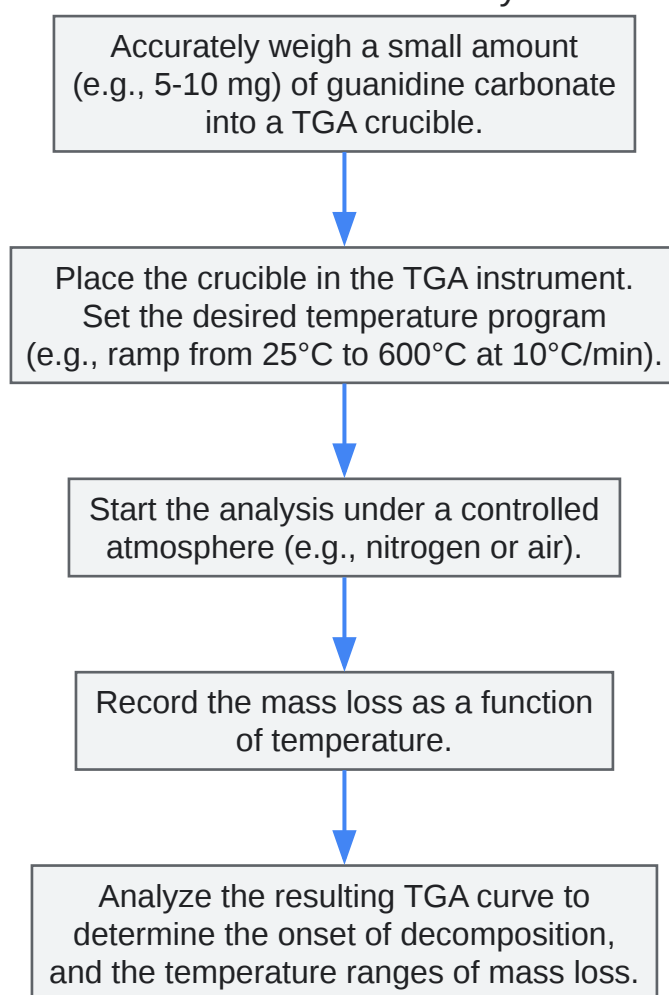 Accurately weigh a small amount
(e.g., 5-10 mg) of guanidine carbonate
into a TGA crucible.
Place the crucible in the TGA instrument.
Set the desired temperature program
(e.g., ramp from 25°C to 600°C at 10°C/min).
Start the analysis under a controlled
atmosphere (e.g., nitrogen or air).
Record the mass loss as a function
of temperature.
Analyze the resulting TGA curve to
determine the onset of decomposition,
and the temperature ranges of mass loss.